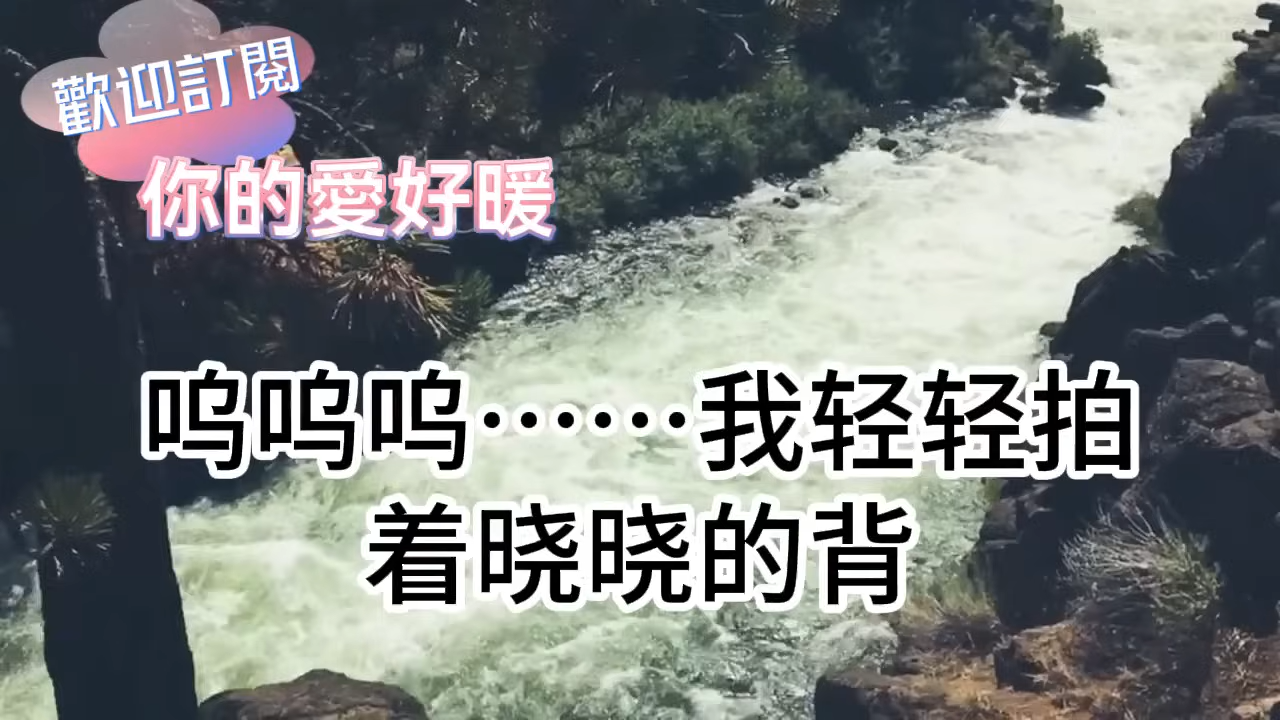 歡迎訂閱
你的愛好暖
呜呜呜……我轻轻拍
着晓晓的背